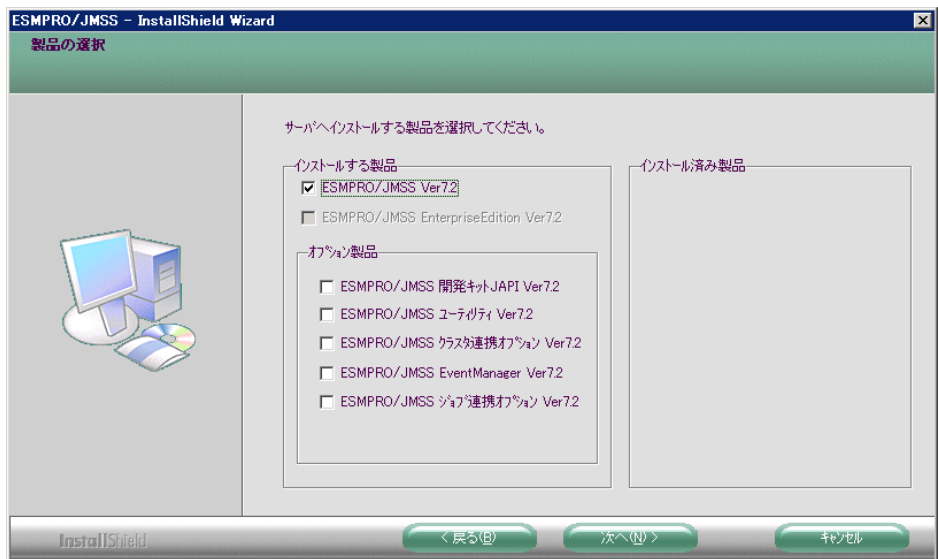 ESMPRO/JMSS - InstallShield Wizard
製品の選択
サーバへインストールする製品を選択してください。
インストールする製品
ESMPRO/JMSS Ver7.2
ESMPRO/JMSS EnterpriseEdition Ver7.2
オプション製品
ESMPRO/JMSS 開発キットJAPI Ver7.2
ESMPRO/JMSS ユーティリティ Ver7.2
ESMPRO/JMSS クラスタ連携オプション Ver7.2
ESMPRO/JMSS EventManager Ver7.2
ESMPRO/JMSS ジョブ連携オプション Ver7.2
インストール済み製品
InstallShield
< 戻る(B)
次へ(N) >
キャンセル